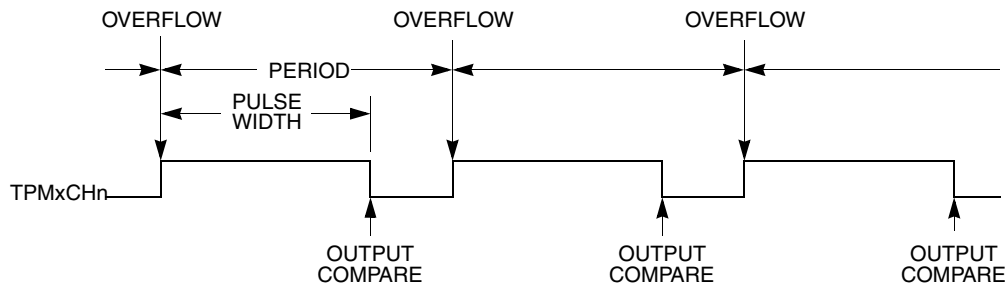 OVERFLOW OVERFLOW OVERFLOW
PERIOD
PULSE
WIDTH
TPMxCHn
OUTPUT
COMPARE
OUTPUT
COMPARE
OUTPUT
COMPARE